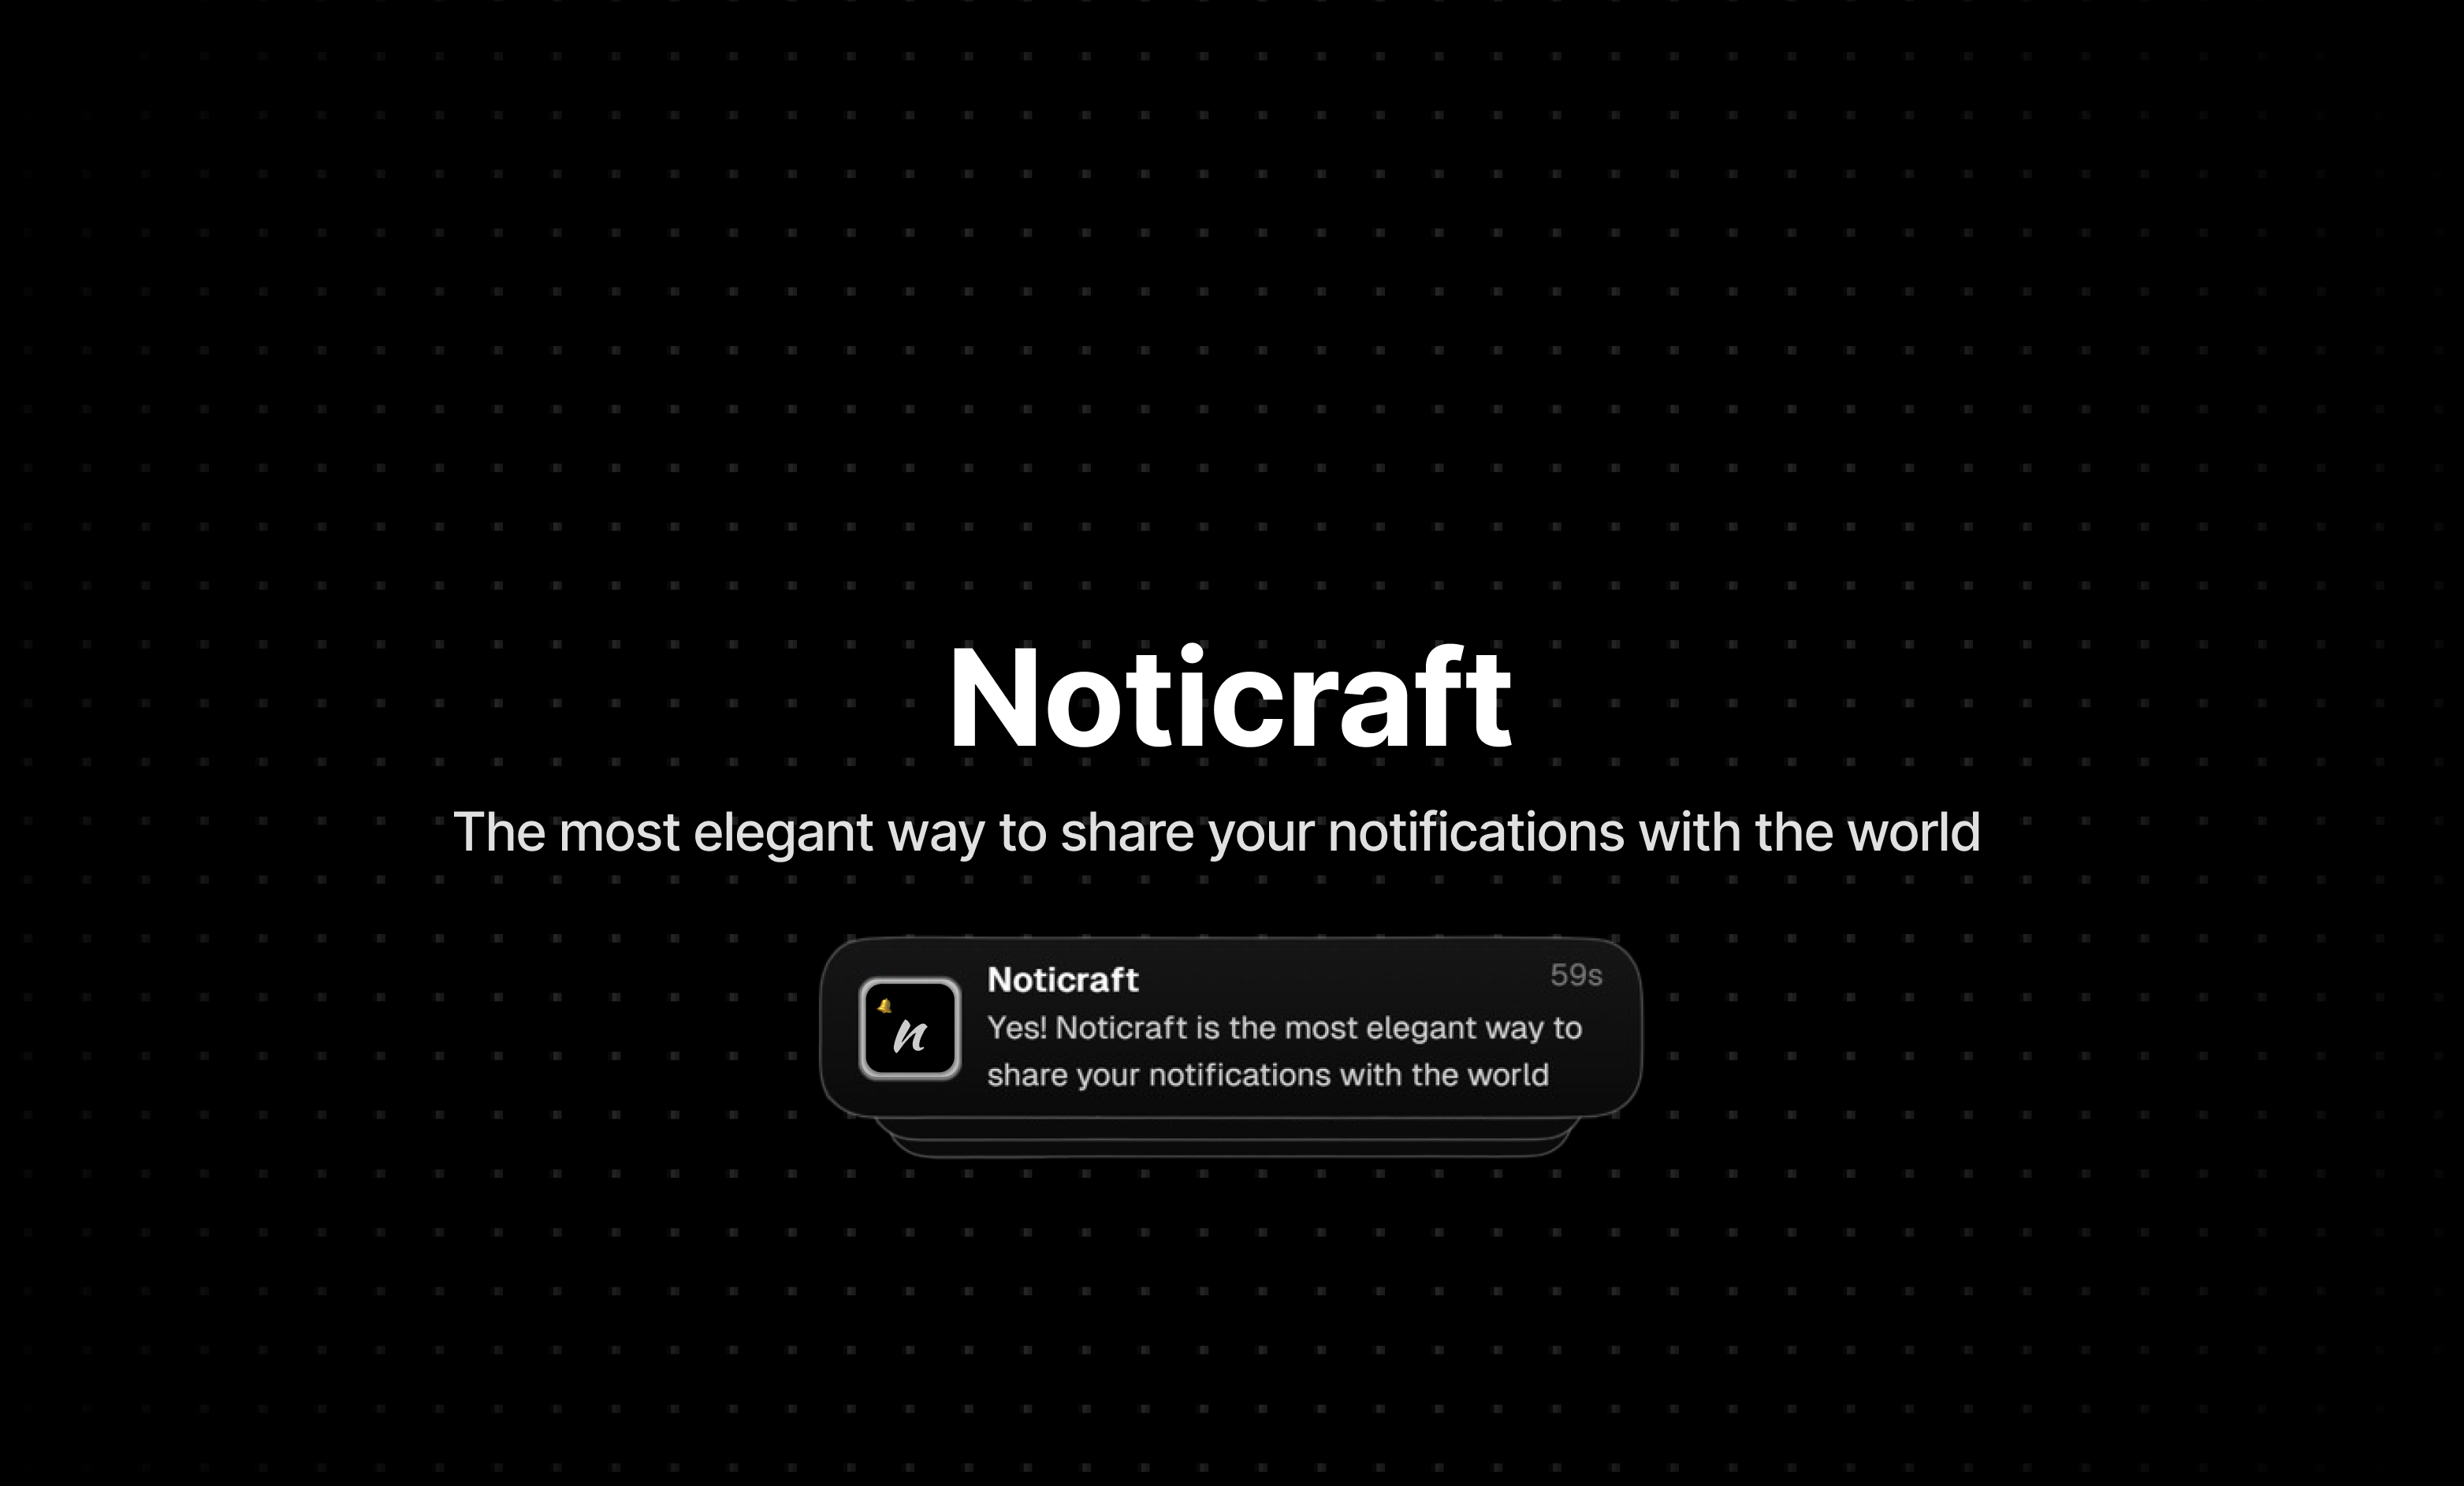 Noticraft
The most elegant way to share your notifications with the world
Noticraft
59s
Yes! Noticraft is the most elegant way to
share your notifications with the world
n